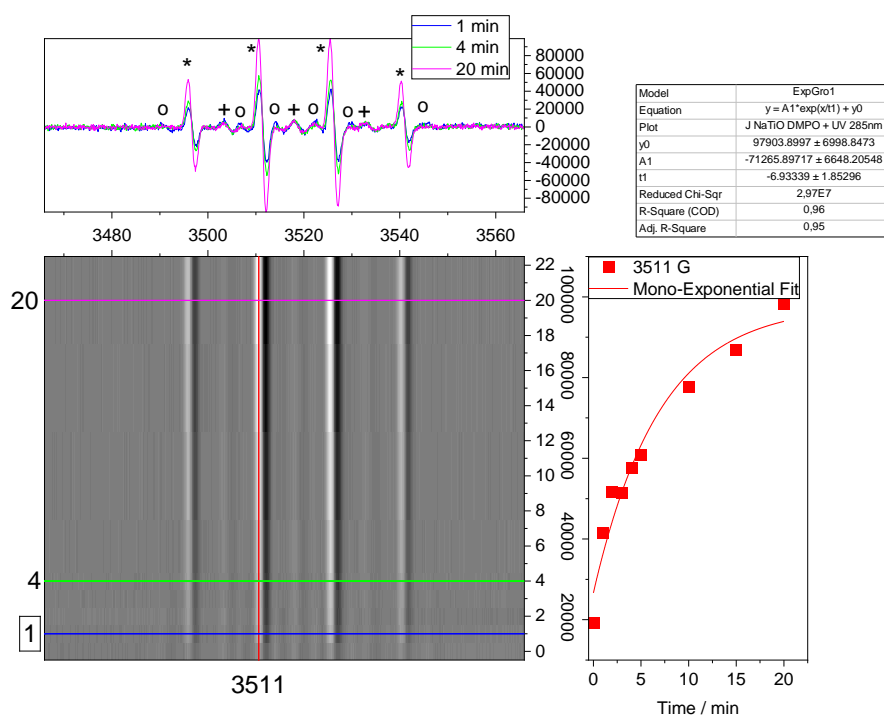 1 min
4 min
20 min
* * * *
o + o o + o o + o
80000
60000
40000
20000
0
-20000
-40000
-60000
-80000
3480 3500 3520 3540 3560
Model ExpGro1
Equation y = A1*exp(x/t1) + y0
Plot J NaTiO DMPO + UV 285nm
y0 97903.8997 ± 6998.8473
A1 -71265.89717 ± 6648.20548
t1 -6.93339 ± 1.85296
Reduced Chi-Sqr 2,97E7
R-Square (COD) 0,96
Adj. R-Square 0,95
20
4
1
22
20
18
16
14
12
10
8
6
4
2
0
3511
3511 G
Mono-Exponential Fit
100000
80000
60000
40000
20000
0 5 10 15 20
Time / min